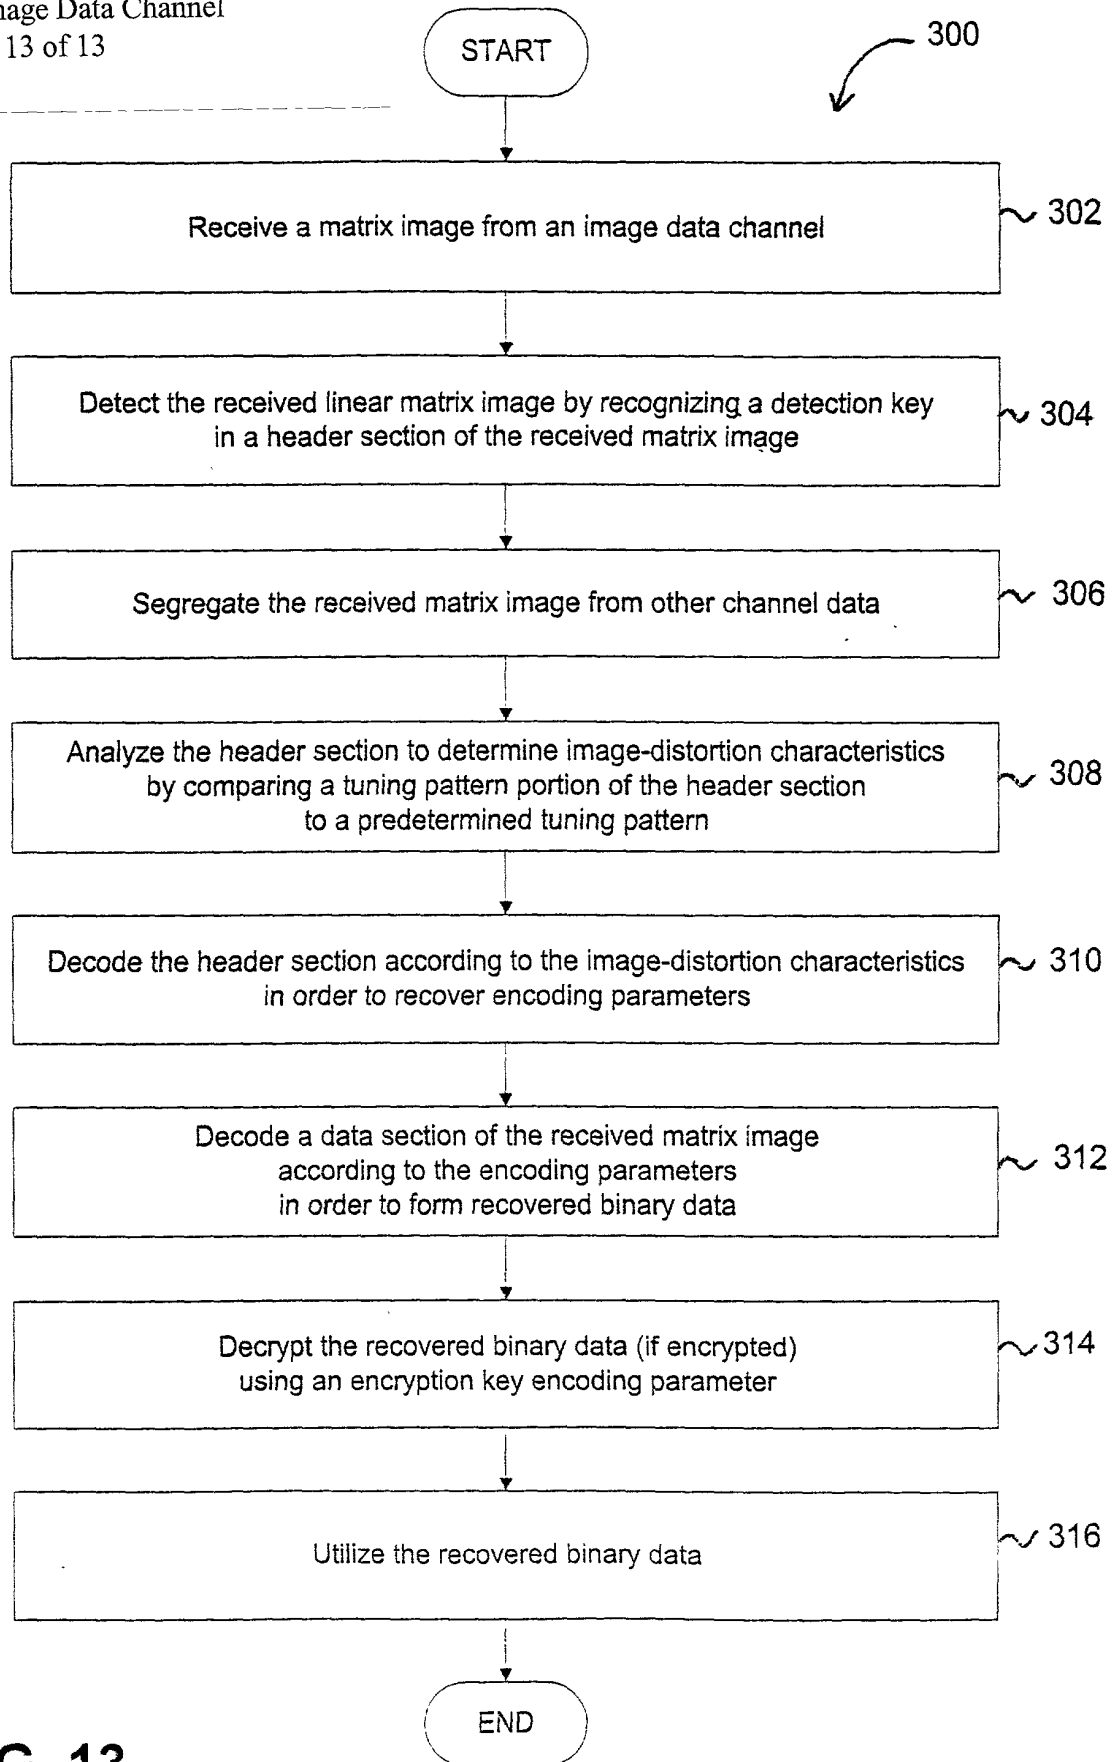 Image Data Channel
13 of 13
START
300
Receive a matrix image from an image data channel
302
Detect the received linear matrix image by recognizing a detection key
in a header section of the received matrix image
304
Segregate the received matrix image from other channel data
306
Analyze the header section to determine image-distortion characteristics
by comparing a tuning pattern portion of the header section
to a predetermined tuning pattern
308
Decode the header section according to the image-distortion characteristics
in order to recover encoding parameters
310
Decode a data section of the received matrix image
according to the encoding parameters
in order to form recovered binary data
312
Decrypt the recovered binary data (if encrypted)
using an encryption key encoding parameter
314
Utilize the recovered binary data
316
END